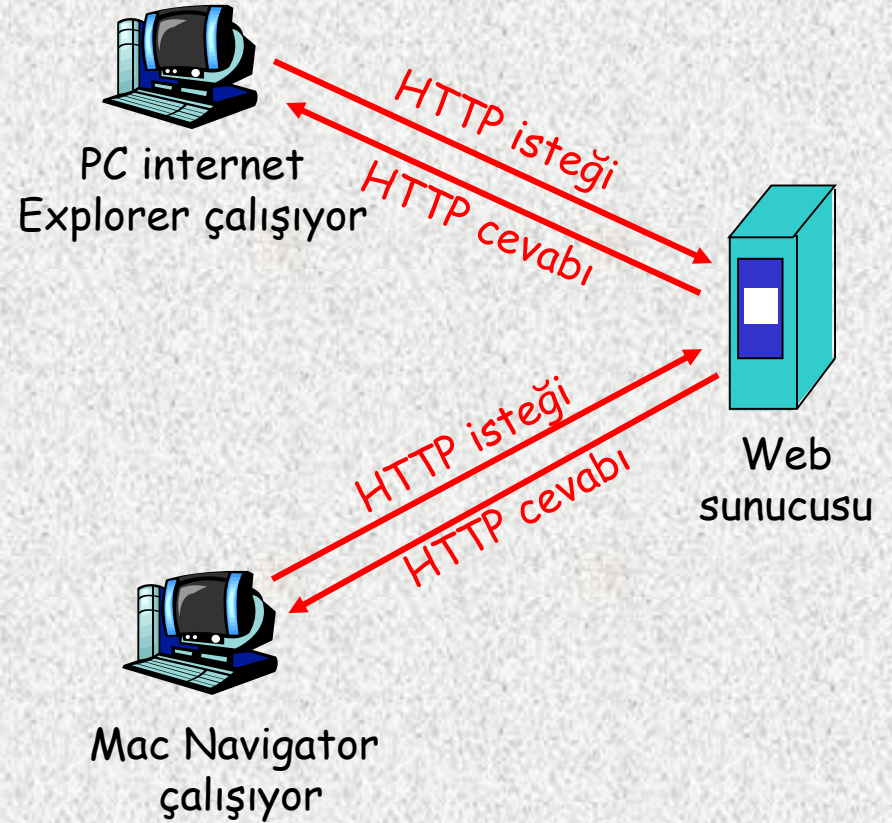 PC internet
Explorer çalışıyor
HTTP isteği
HTTP cevabı
Web
sunucusu
HTTP isteği
HTTP cevabı
Mac Navigator
çalışıyor